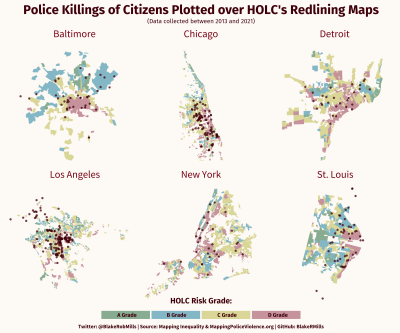 Police Killings of Citizens Plotted over HOLC's Redlining Maps
(Data collected between 2013 and 2021)
Baltimore
Chicago
Detroit
Los Angeles
New York
St. Louis
HOLC Risk Grade:
A Grade
B Grade
C Grade
D Grade
Twitter: @BlakeRobMills | Source: Mapping Inequality & MappingPoliceViolence.org | GitHub: BlakeRMills